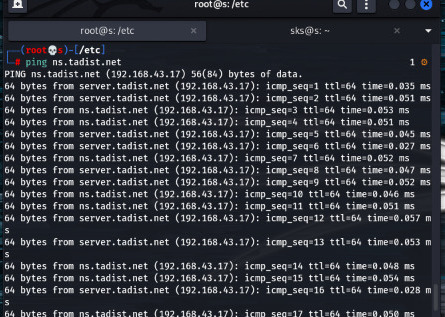 root@s: /etc
root@s: /etc
sks@s: ~
(root💀s)-[/etc]
# ping ns.tadist.net 1
PING ns.tadist.net (192.168.43.17) 56(84) bytes of data.
64 bytes from server.tadist.net (192.168.43.17): icmp_seq=1 ttl=64 time=0.035 ms
64 bytes from server.tadist.net (192.168.43.17): icmp_seq=2 ttl=64 time=0.051 ms
64 bytes from ns.tadist.net (192.168.43.17): icmp_seq=3 ttl=64 time=0.053 ms
64 bytes from ns.tadist.net (192.168.43.17): icmp_seq=4 ttl=64 time=0.051 ms
64 bytes from server.tadist.net (192.168.43.17): icmp_seq=5 ttl=64 time=0.045 ms
64 bytes from server.tadist.net (192.168.43.17): icmp_seq=6 ttl=64 time=0.027 ms
64 bytes from ns.tadist.net (192.168.43.17): icmp_seq=7 ttl=64 time=0.052 ms
64 bytes from server.tadist.net (192.168.43.17): icmp_seq=8 ttl=64 time=0.047 ms
64 bytes from server.tadist.net (192.168.43.17): icmp_seq=9 ttl=64 time=0.052 ms
64 bytes from ns.tadist.net (192.168.43.17): icmp_seq=10 ttl=64 time=0.046 ms
64 bytes from ns.tadist.net (192.168.43.17): icmp_seq=11 ttl=64 time=0.051 ms
64 bytes from server.tadist.net (192.168.43.17): icmp_seq=12 ttl=64 time=0.057 m
s
64 bytes from server.tadist.net (192.168.43.17): icmp_seq=13 ttl=64 time=0.053 m
s
64 bytes from ns.tadist.net (192.168.43.17): icmp_seq=14 ttl=64 time=0.048 ms
64 bytes from ns.tadist.net (192.168.43.17): icmp_seq=15 ttl=64 time=0.054 ms
64 bytes from server.tadist.net (192.168.43.17): icmp_seq=16 ttl=64 time=0.028 m
s
64 bytes from ns.tadist.net (192.168.43.17): icmp_seq=17 ttl=64 time=0.050 ms